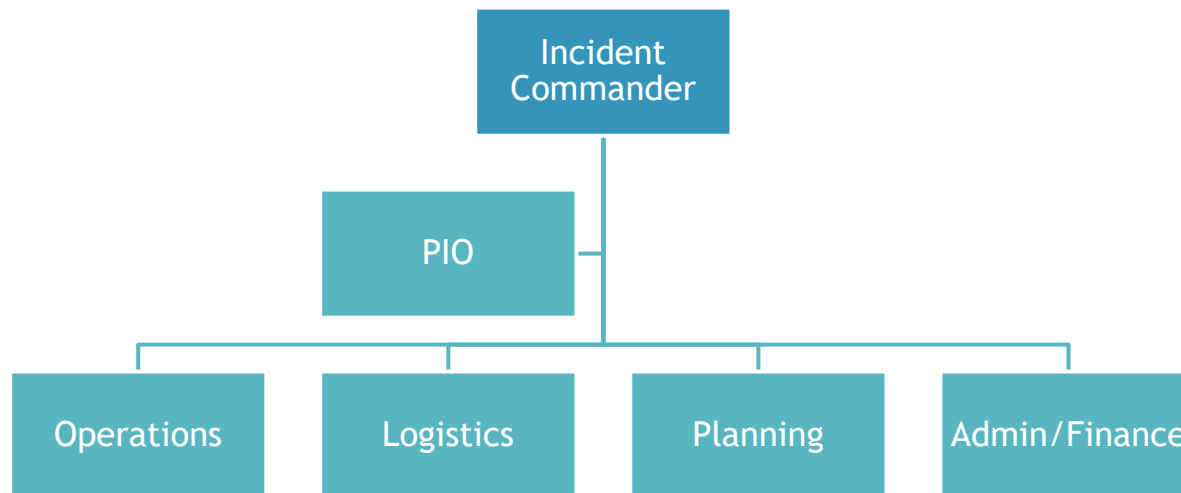 Incident
Commander
PIO
Operations
Logistics
Planning
Admin/Finance